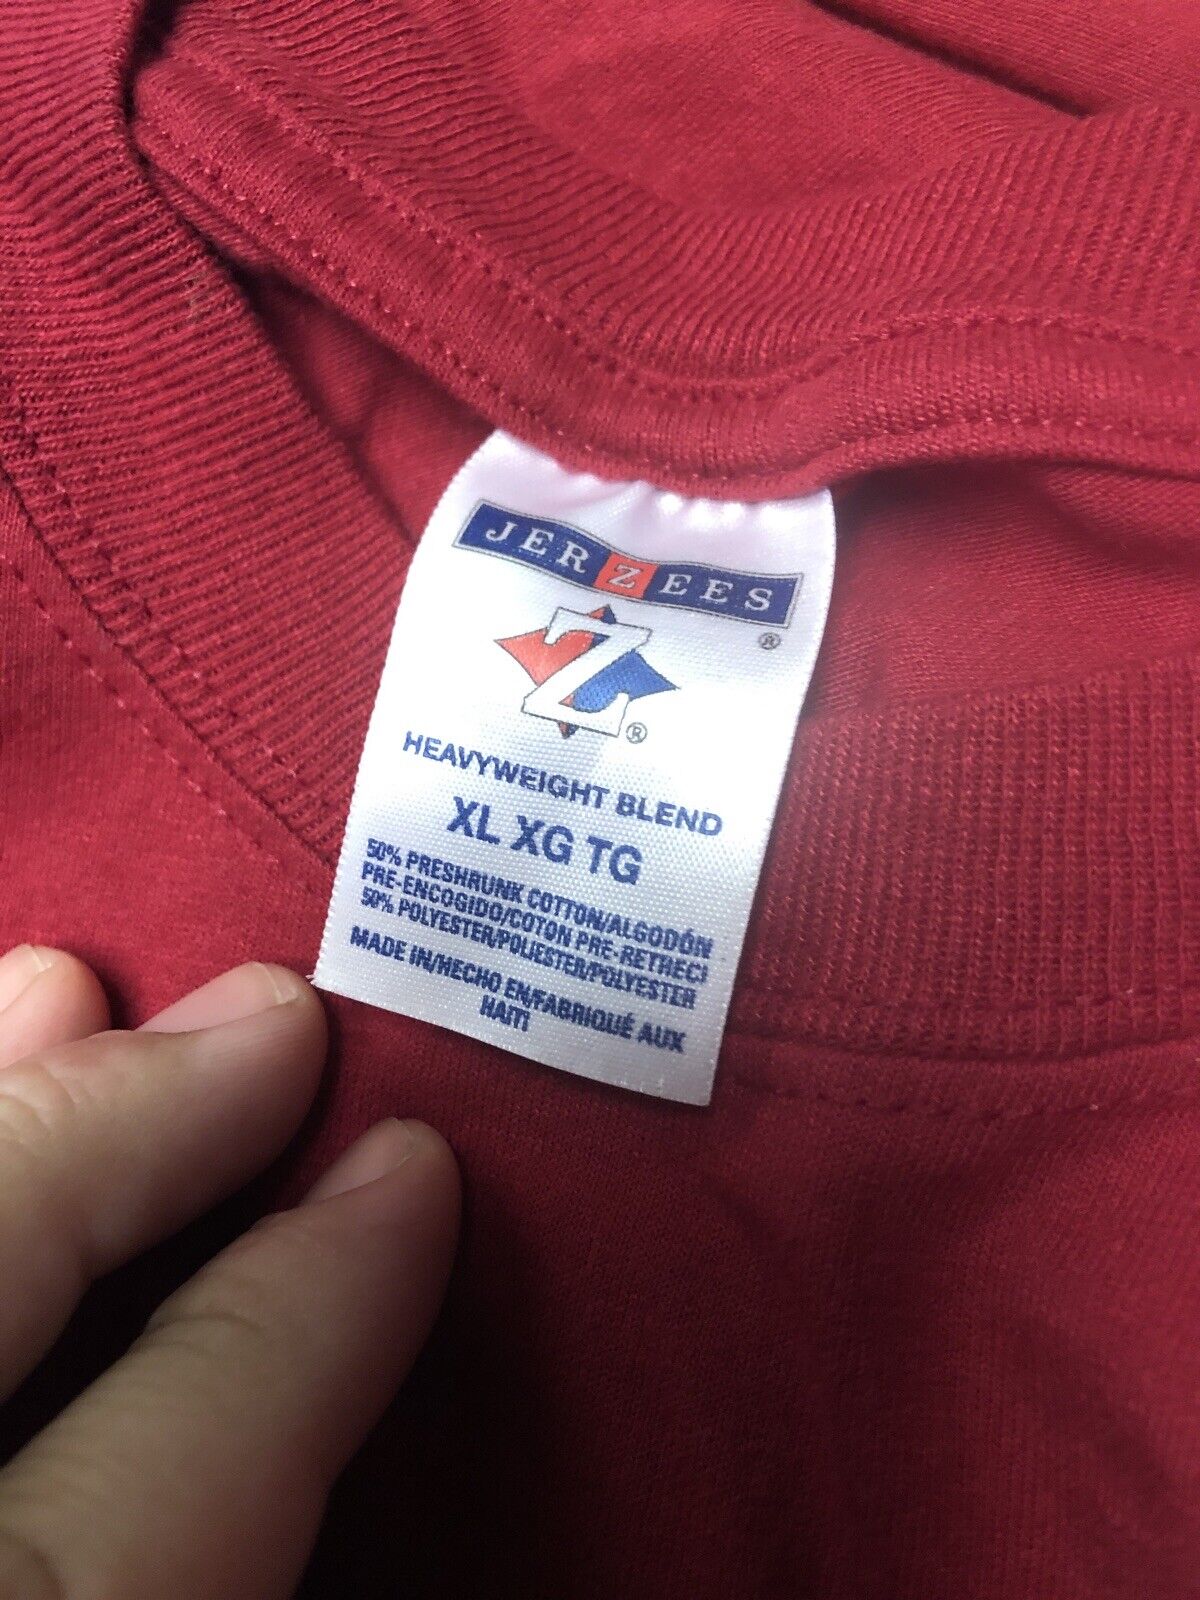 JERZEES
®
Z®
HEAVYWEIGHT BLEND
XL XG TG
50% PRESHRUNK COTTON/ALGODÓN
PRE-ENCOGIDO/COTON PRE-RETRECI
50% POLYESTER/POLIESTER/POLYESTER
MADE IN/HECHO EN/FABRIQUÉ AUX
HAITI